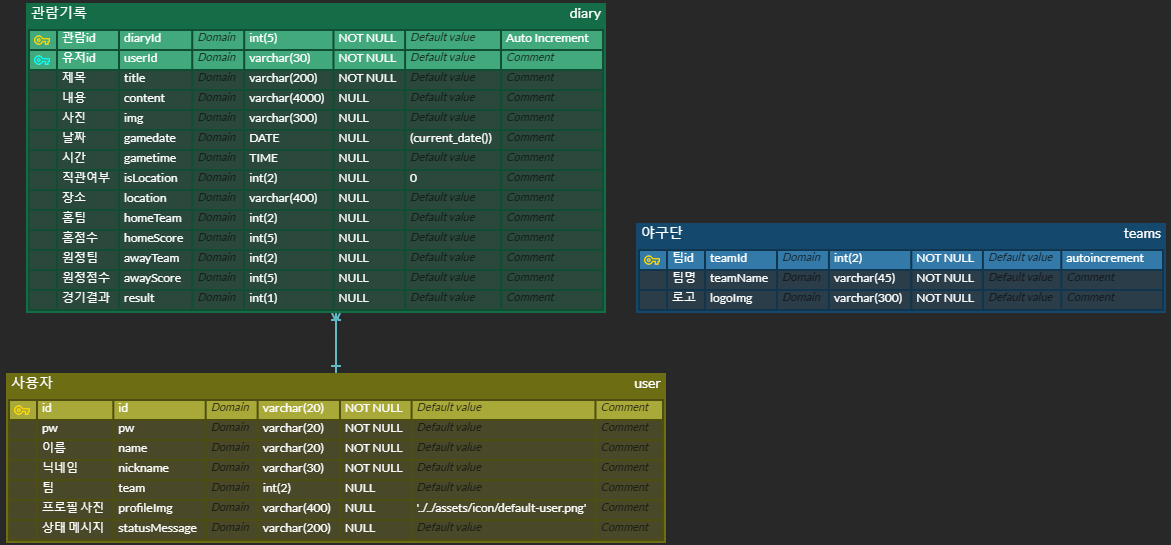 관람기록 diary
관람id diaryId Domain int(5) NOT NULL Default value Auto Increment
유저id userId Domain varchar(30) NOT NULL Default value Comment
제목 title Domain varchar(200) NOT NULL Default value Comment
내용 content Domain varchar(4000) NULL Default value Comment
사진 img Domain varchar(300) NULL Default value Comment
날짜 gamedate Domain DATE NULL (current_date()) Comment
시간 gametime Domain TIME NULL Default value Comment
직관여부 isLocation Domain int(2) NULL 0 Comment
장소 location Domain varchar(400) NULL Default value Comment
홈팀 homeTeam Domain int(2) NULL Default value Comment
홈점수 homeScore Domain int(5) NULL Default value Comment
원정팀 awayTeam Domain int(2) NULL Default value Comment
원정점수 awayScore Domain int(5) NULL Default value Comment
경기결과 result Domain int(1) NULL Default value Comment
야구단 teams
팀id teamId Domain int(2) NOT NULL Default value autoincrement
팀명 teamName Domain varchar(45) NOT NULL Default value Comment
로고 logoImg Domain varchar(300) NOT NULL Default value Comment
사용자 user
id id Domain varchar(20) NOT NULL Default value Comment
pw pw Domain varchar(20) NOT NULL Default value Comment
이름 name Domain varchar(20) NOT NULL Default value Comment
닉네임 nickname Domain varchar(30) NOT NULL Default value Comment
팀 team Domain int(2) NULL Default value Comment
프로필 사진 profileImg Domain varchar(400) NULL './../assets/icon/default-user.png' Comment
상태 메시지 statusMessage Domain varchar(200) NULL Default value Comment